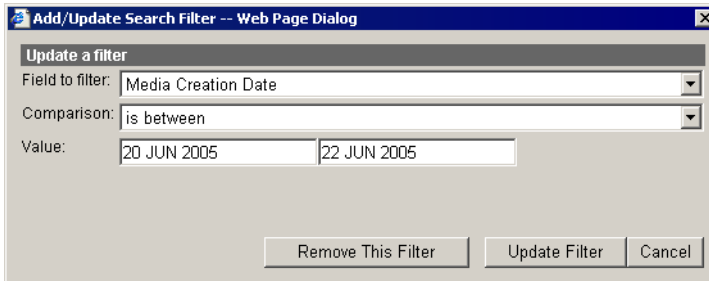 Add/Update Search Filter -- Web Page Dialog
Update a filter
Field to filter: Media Creation Date
Comparison: is between
Value: 20 JUN 2005 22 JUN 2005
Remove This Filter Update Filter Cancel